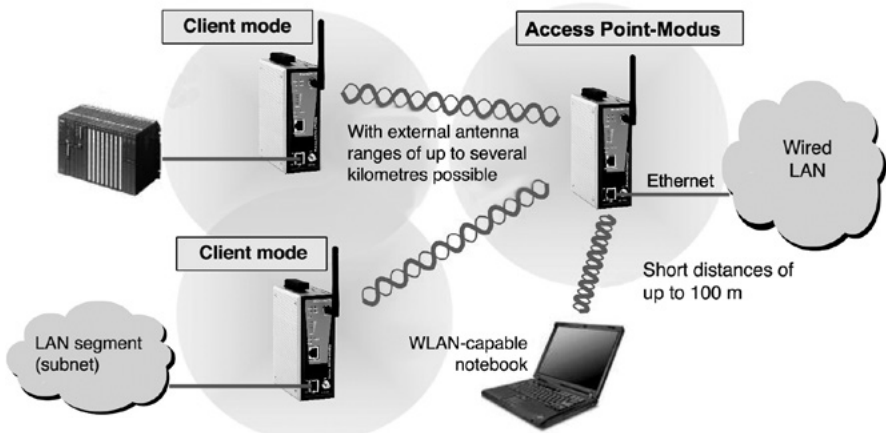 Client mode
Access Point-Modus
With external antenna
ranges of up to several
kilometres possible
Wired
LAN
Ethernet
Client mode
Short distances of
up to 100 m
LAN segment
(subnet)
WLAN-capable
notebook